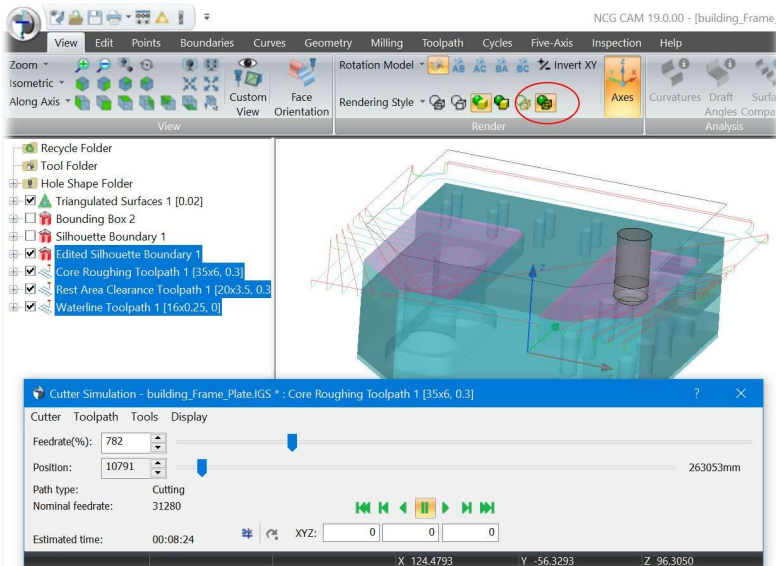 NCG CAM 19.0.00 - [building_Frame_
View Edit Points Boundaries Curves Geometry Milling Toolpath Cycles Five-Axis Inspection Help
Zoom
Isometric
Along Axis
Custom View
Face Orientation
View
Rotation Model AB AC BA BC Invert XY
Rendering Style
Axes
Render
Curvatures
Draft Angles
Surfa Compa
Analysis
Recycle Folder
Tool Folder
Hole Shape Folder
Triangulated Surfaces 1 [0.02]
Bounding Box 2
Silhouette Boundary 1
Edited Silhouette Boundary 1
Core Roughing Toolpath 1 [35x6, 0.3]
Rest Area Clearance Toolpath 1 [20x3.5, 0.3
Waterline Toolpath 1 [16x0.25, 0]
Z
Cutter Simulation - building_Frame_Plate.IGS * : Core Roughing Toolpath 1 [35x6, 0.3] ? ×
Cutter Toolpath Tools Display
Feedrate(%): 782
Position: 10791 263053mm
Path type: Cutting
Nominal feedrate: 31280
Estimated time: 00:08:24 XYZ: 0 0 0
X 124.4793 Y -56.3293 Z 96.3050